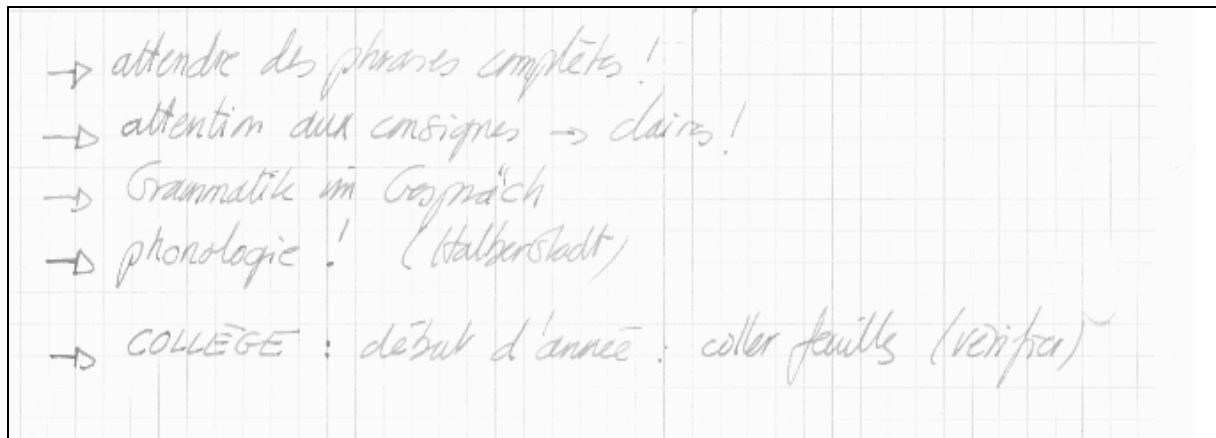 → attendre des phrases complètes !
→ attention aux consignes → claires !
→ Grammatik im Gespräch
→ phonologie ! (Halberstadt)
→ COLLÈGE : début d'année : coller feuilles (vérifier)